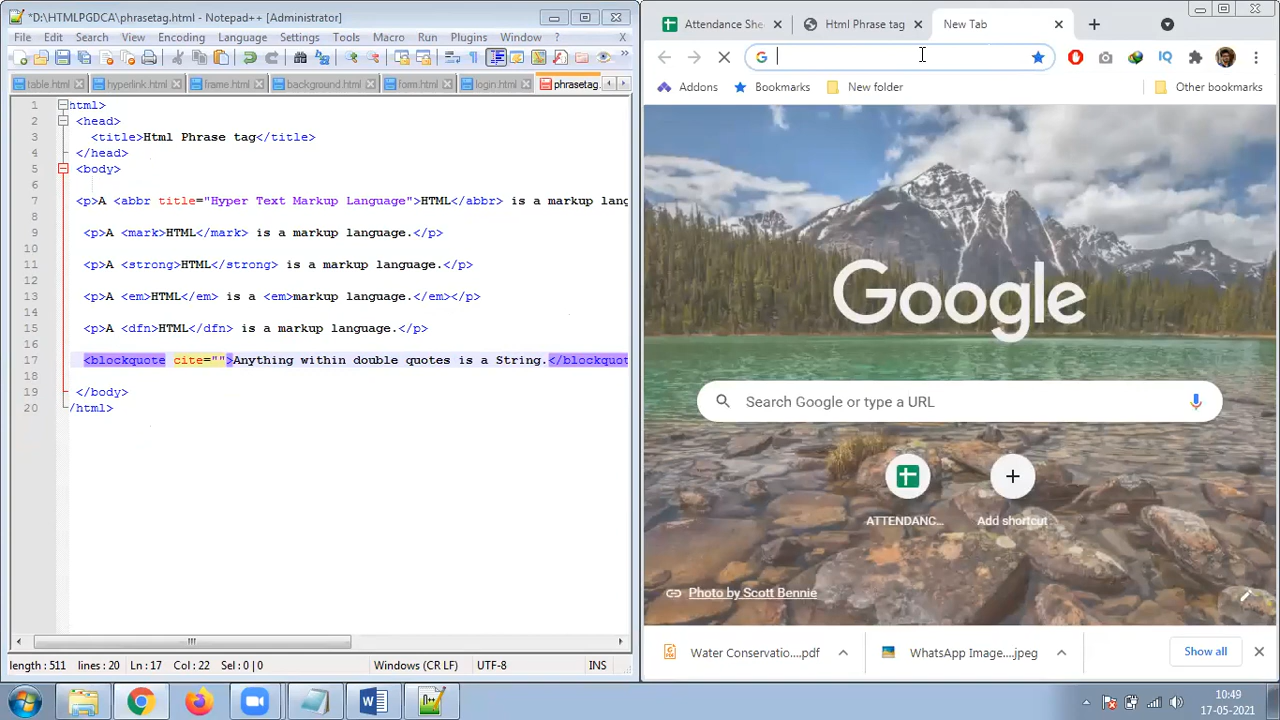 *D:\HTMLPGDCA\phrasetag.html - Notepad++ [Administrator]
File Edit Search View Encoding Language Settings Tools Macro Run Plugins Window ? X
table.html hyperlink.html frame.html background.html form.html login.html phrasetag.
1 html>
2 <head>
3 <title>Html Phrase tag</title>
4 </head>
5 <body>
6
7 <p>A <abbr title="Hyper Text Markup Language">HTML</abbr> is a markup lang
8
9 <p>A <mark>HTML</mark> is a markup language.</p>
10
11 <p>A <strong>HTML</strong> is a markup language.</p>
12
13 <p>A <em>HTML</em> is a <em>markup language.</em></p>
14
15 <p>A <dfn>HTML</dfn> is a markup language.</p>
16
17 <blockquote cite="">Anything within double quotes is a String.</blockquot
18
19 </body>
20 /html>
length : 511 lines : 20 Ln : 17 Col : 22 Sel : 0 | 0 Windows (CR LF) UTF-8 INS
Attendance She Html Phrase tag New Tab
Addons Bookmarks New folder Other bookmarks
Google
Search Google or type a URL
ATTENDANC... Add shortcut
Photo by Scott Bennie
Water Conservatio....pdf WhatsApp Image....jpeg Show all
10:49
17-05-2021